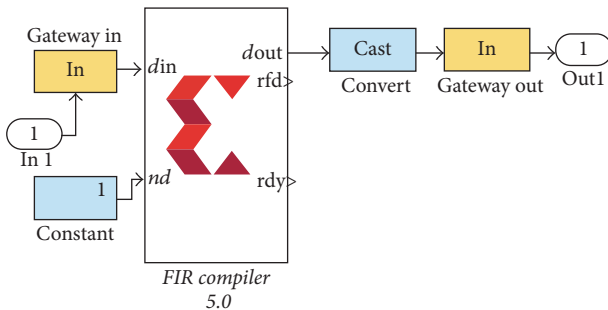 Gateway in
In
1
In 1
1
Constant
din
nd
dout
rfd
rdy
FIR compiler
5.0
Cast
Convert
In
Gateway out
1
Out1